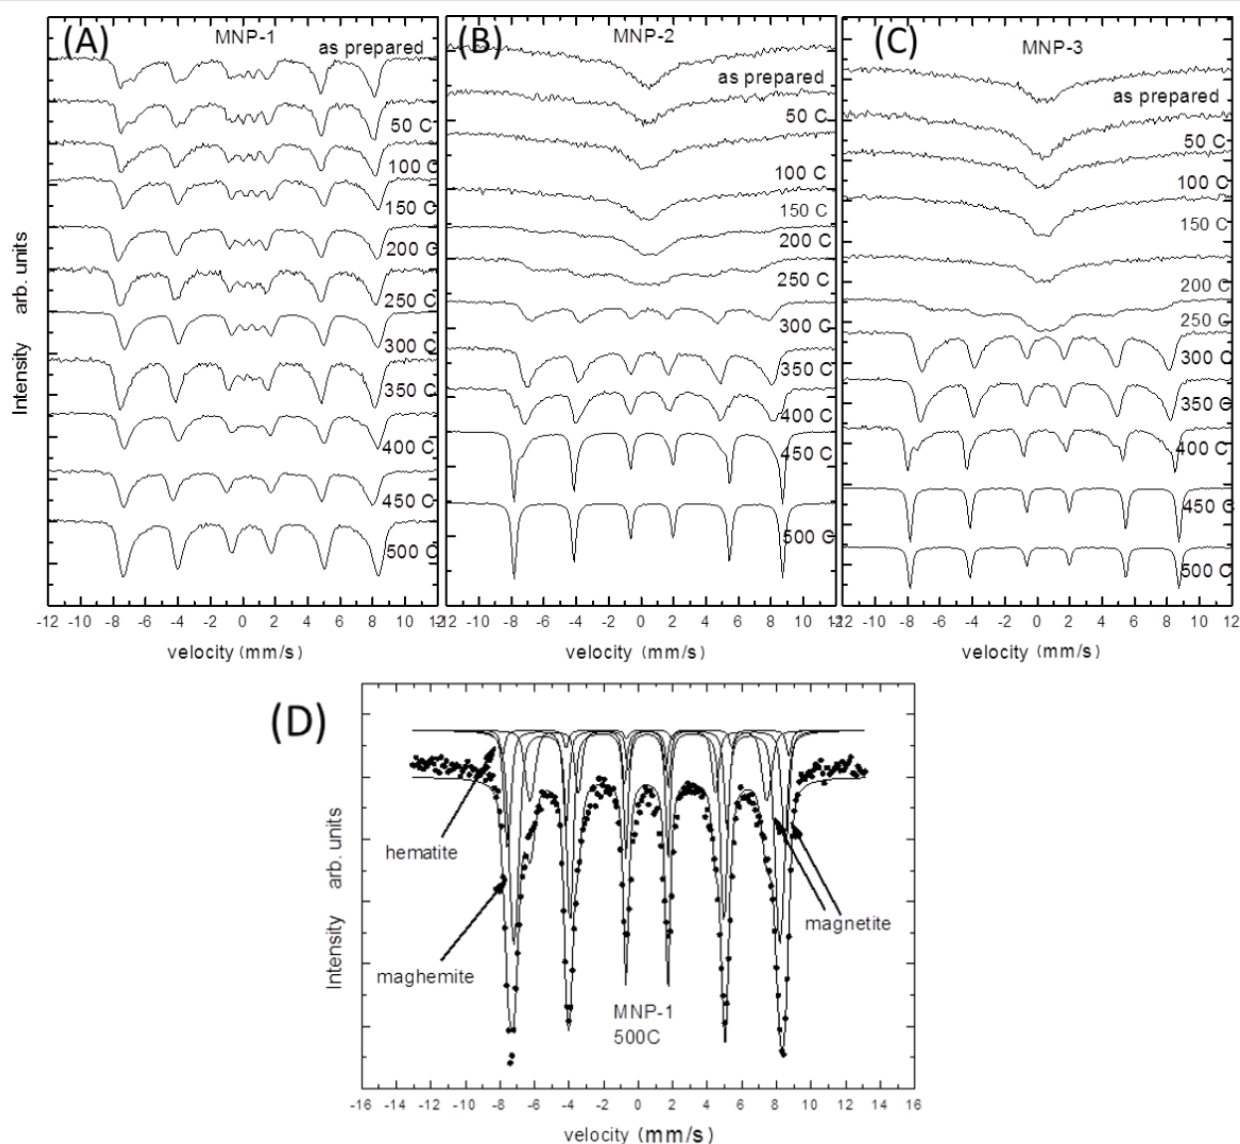 (A)
MNP-1
as prepared
50 C
100 C
150 C
200 C
250 C
300 C
350 C
400 C
450 C
500 C
Intensity arb. units
-12 -10 -8 -6 -4 -2 0 2 4 6 8 10 12
velocity (mm/s)
(B)
MNP-2
as prepared
50 C
100 C
150 C
200 C
250 C
300 C
350 C
400 C
450 C
500 C
-12 -10 -8 -6 -4 -2 0 2 4 6 8 10 12
velocity (mm/s)
(C)
MNP-3
as prepared
50 C
100 C
150 C
200 C
250 C
300 C
350 C
400 C
450 C
500 C
-12 -10 -8 -6 -4 -2 0 2 4 6 8 10 12
velocity (mm/s)
(D)
Intensity arb. units
hematite
maghemite
magnetite
MNP-1
500C
-16 -14 -12 -10 -8 -6 -4 -2 0 2 4 6 8 10 12 14 16
velocity (mm/s)